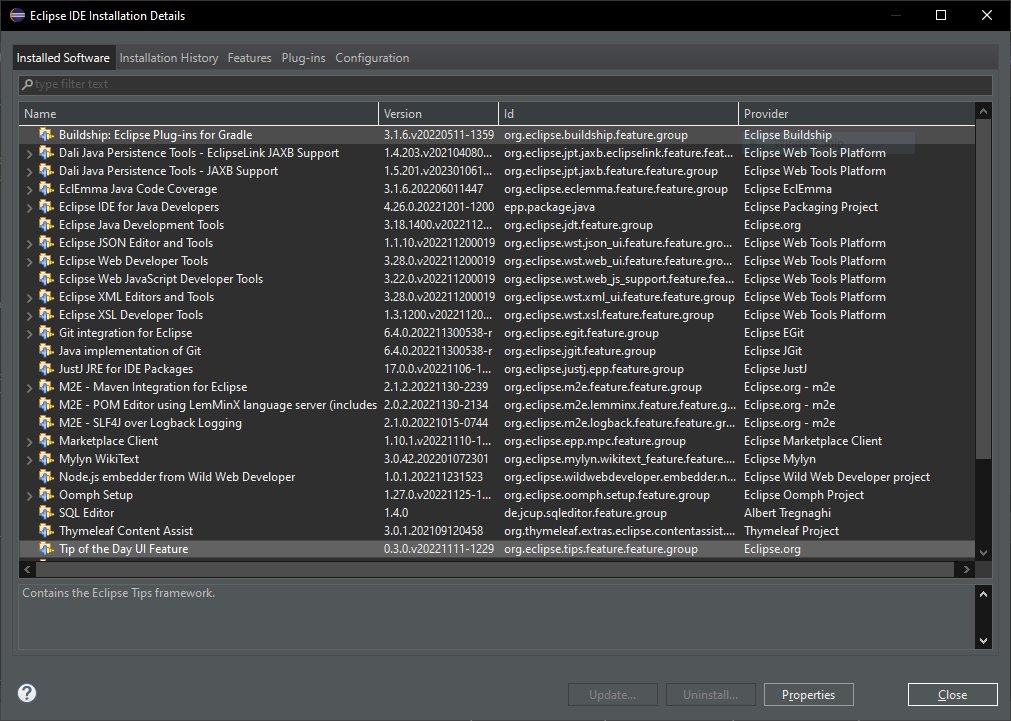 Eclipse IDE Installation Details
Installed Software Installation History Features Plug-ins Configuration
type filter text
Name Version Id Provider
Buildship: Eclipse Plug-ins for Gradle 3.1.6.v20220511-1359 org.eclipse.buildship.feature.group Eclipse Buildship
Dali Java Persistence Tools - EclipseLink JAXB Support 1.4.203.v202104080... org.eclipse.jpt.jaxb.eclipselink.feature.feat... Eclipse Web Tools Platform
Dali Java Persistence Tools - JAXB Support 1.5.201.v202301061... org.eclipse.jpt.jaxb.feature.feature.group Eclipse Web Tools Platform
EclEmma Java Code Coverage 3.1.6.202206011447 org.eclipse.eclemma.feature.feature.group Eclipse EclEmma
Eclipse IDE for Java Developers 4.26.0.20221201-1200 epp.package.java Eclipse Packaging Project
Eclipse Java Development Tools 3.18.1400.v2022112... org.eclipse.jdt.feature.group Eclipse.org
Eclipse JSON Editor and Tools 1.1.10.v202211200019 org.eclipse.wst.json_ui.feature.feature.gro... Eclipse Web Tools Platform
Eclipse Web Developer Tools 3.28.0.v202211200019 org.eclipse.wst.web_ui.feature.feature.gro... Eclipse Web Tools Platform
Eclipse Web JavaScript Developer Tools 3.22.0.v202211200019 org.eclipse.wst.web_js_support.feature.fea... Eclipse Web Tools Platform
Eclipse XML Editors and Tools 3.28.0.v202211200019 org.eclipse.wst.xml_ui.feature.feature.group Eclipse Web Tools Platform
Eclipse XSL Developer Tools 1.3.1200.v20221120... org.eclipse.wst.xsl.feature.feature.group Eclipse Web Tools Platform
Git integration for Eclipse 6.4.0.202211300538-r org.eclipse.egit.feature.group Eclipse EGit
Java implementation of Git 6.4.0.202211300538-r org.eclipse.jgit.feature.group Eclipse JGit
JustJ JRE for IDE Packages 17.0.0.v20221106-1... org.eclipse.justj.epp.feature.group Eclipse JustJ
M2E - Maven Integration for Eclipse 2.1.2.20221130-2239 org.eclipse.m2e.feature.feature.group Eclipse.org - m2e
M2E - POM Editor using LemMinX language server (includes 2.0.2.20221130-2134 org.eclipse.m2e.lemminx.feature.feature.g... Eclipse.org - m2e
M2E - SLF4J over Logback Logging 2.1.0.20221015-0744 org.eclipse.m2e.logback.feature.feature.gr... Eclipse.org - m2e
Marketplace Client 1.10.1.v20221110-1... org.eclipse.epp.mpc.feature.group Eclipse Marketplace Client
Mylyn WikiText 3.0.42.202201072301 org.eclipse.mylyn.wikitext_feature.feature.... Eclipse Mylyn
Node.js embedder from Wild Web Developer 1.0.1.202211231523 org.eclipse.wildwebdeveloper.embedder.n... Eclipse Wild Web Developer project
Oomph Setup 1.27.0.v20221125-1... org.eclipse.oomph.setup.feature.group Eclipse Oomph Project
SQL Editor 1.4.0 de.jcup.sqleditor.feature.group Albert Tregnaghi
Thymeleaf Content Assist 3.0.1.202109120458 org.thymeleaf.extras.eclipse.contentassist.... Thymeleaf Project
Tip of the Day UI Feature 0.3.0.v20221111-1229 org.eclipse.tips.feature.feature.group Eclipse.org
Contains the Eclipse Tips framework.
? Update... Uninstall... Properties Close